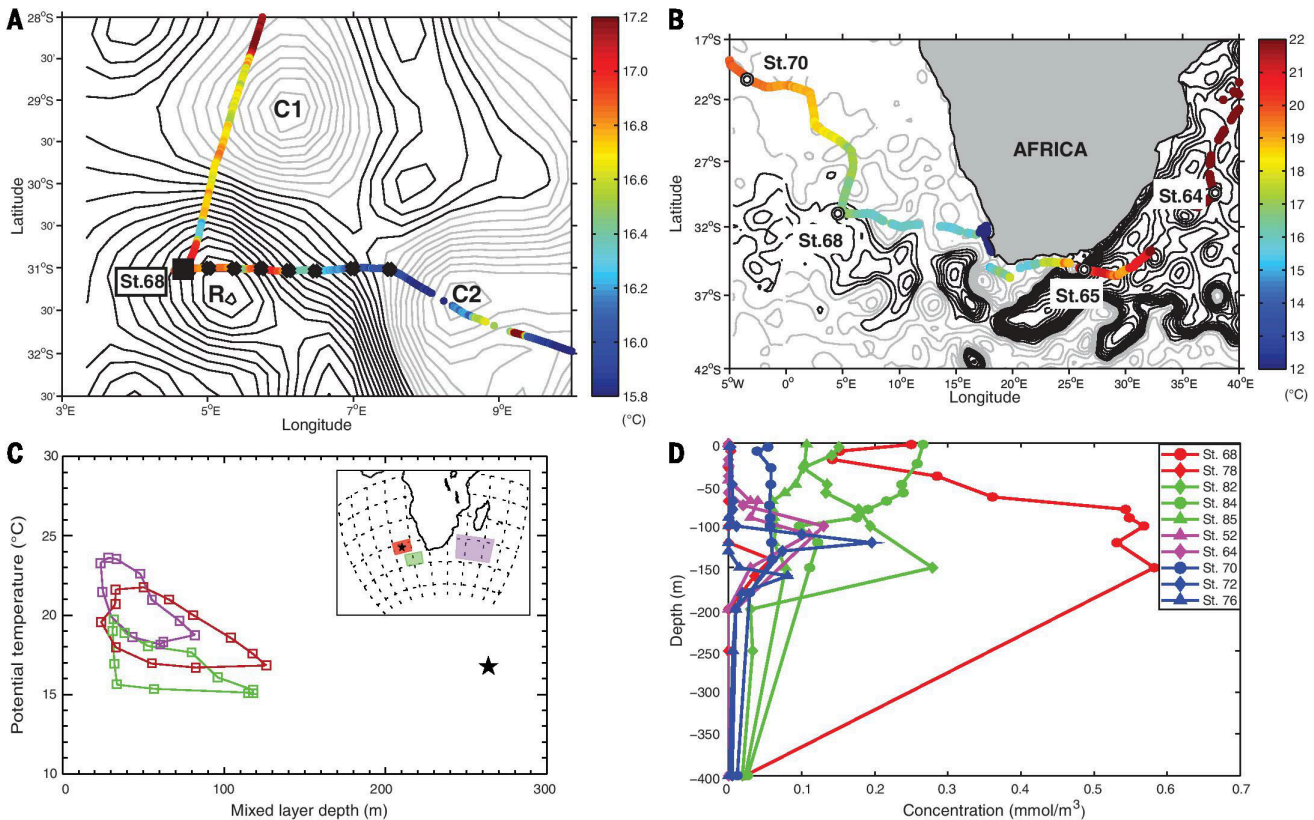 A
28°S
30'
29°S
30'
30°S
30'
31°S
30'
32°S
30'
3°E
5°E
7°E
9°E
Latitude
Longitude
C1
C2
R
St.68
17.2
17.0
16.8
16.6
16.4
16.2
16.0
15.8
(°C)
B
17°S
22°S
27°S
32°S
37°S
42°S
5°W
0°
5°E
10°E
15°E
20°E
25°E
30°E
35°E
40°E
Latitude
Longitude
St.70
AFRICA
St.64
St.68
St.65
22
21
20
19
18
17
16
15
14
13
12
(°C)
C
30
25
20
15
10
0
100
200
300
Potential temperature (°C)
Mixed layer depth (m)
D
0
−50
−100
−150
−200
−250
−300
−350
−400
0
0.1
0.2
0.3
0.4
0.5
0.6
0.7
Depth (m)
Concentration (mmol/m³)
St. 68
St. 78
St. 82
St. 84
St. 85
St. 52
St. 64
St. 70
St. 72
St. 76